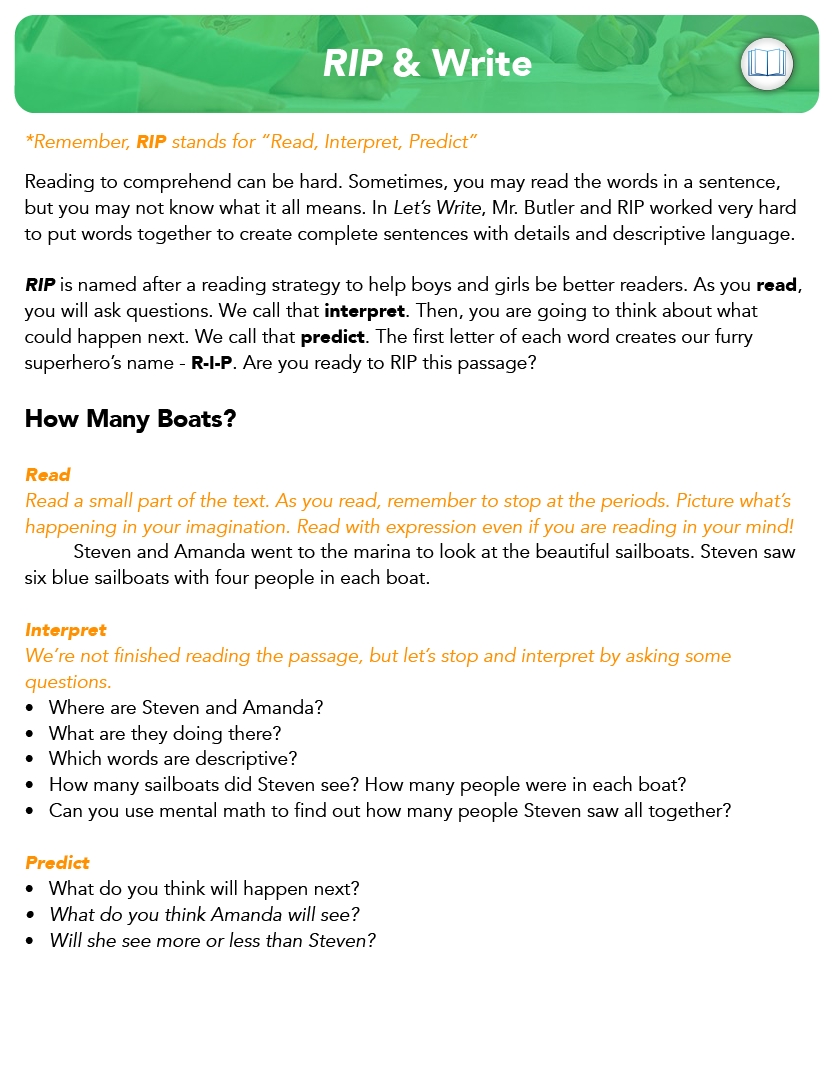 RIP & Write
*Remember, RIP stands for “Read, Interpret, Predict”
Reading to comprehend can be hard. Sometimes, you may read the words in a sentence,
but you may not know what it all means. In Let’s Write, Mr. Butler and RIP worked very hard
to put words together to create complete sentences with details and descriptive language.
RIP is named after a reading strategy to help boys and girls be better readers. As you read,
you will ask questions. We call that interpret. Then, you are going to think about what
could happen next. We call that predict. The first letter of each word creates our furry
superhero’s name - R-I-P. Are you ready to RIP this passage?
How Many Boats?
Read
Read a small part of the text. As you read, remember to stop at the periods. Picture what’s
happening in your imagination. Read with expression even if you are reading in your mind!
Steven and Amanda went to the marina to look at the beautiful sailboats. Steven saw
six blue sailboats with four people in each boat.
Interpret
We’re not finished reading the passage, but let’s stop and interpret by asking some
questions.
• Where are Steven and Amanda?
• What are they doing there?
• Which words are descriptive?
• How many sailboats did Steven see? How many people were in each boat?
• Can you use mental math to find out how many people Steven saw all together?
Predict
• What do you think will happen next?
• What do you think Amanda will see?
• Will she see more or less than Steven?